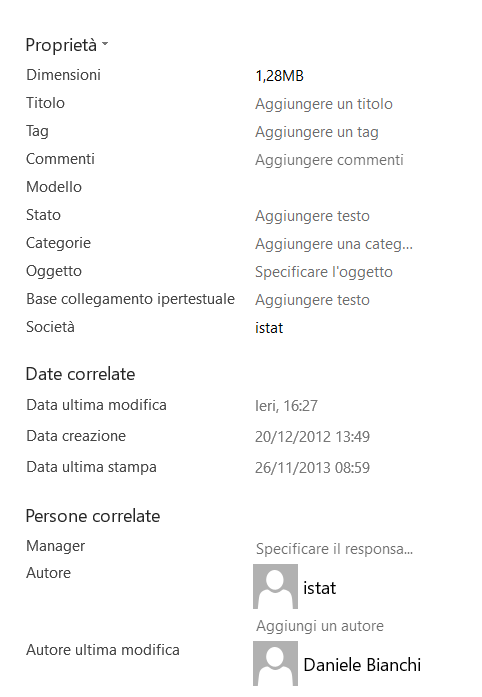 Proprietà
Dimensioni 1,28MB
Titolo Aggiungere un titolo
Tag Aggiungere un tag
Commenti Aggiungere commenti
Modello
Stato Aggiungere testo
Categorie Aggiungere una categ...
Oggetto Specificare l'oggetto
Base collegamento ipertestuale Aggiungere testo
Società istat
Date correlate
Data ultima modifica Ieri, 16:27
Data creazione 20/12/2012 13:49
Data ultima stampa 26/11/2013 08:59
Persone correlate
Manager Specificare il responsa...
Autore istat
Aggiungi un autore
Autore ultima modifica Daniele Bianchi